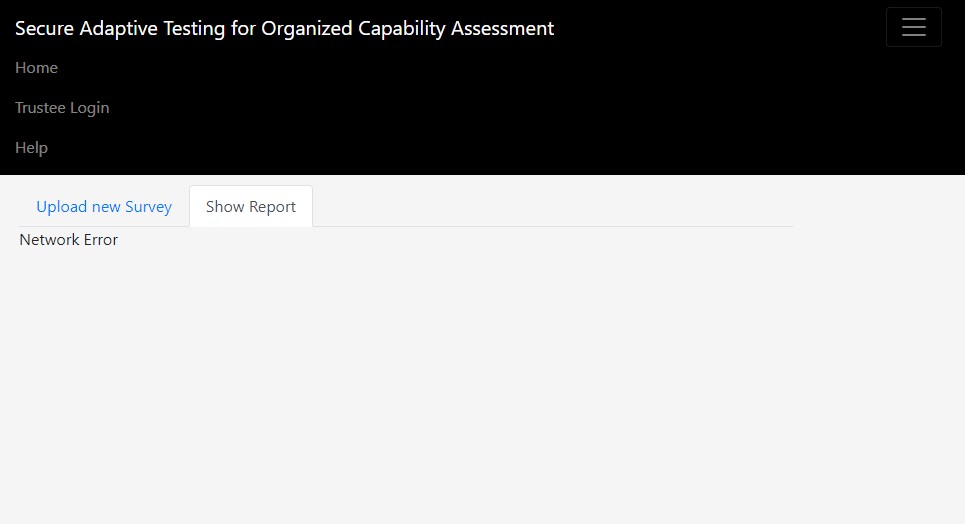 Secure Adaptive Testing for Organized Capability Assessment
Home
Trustee Login
Help
Upload new Survey
Show Report
Network Error